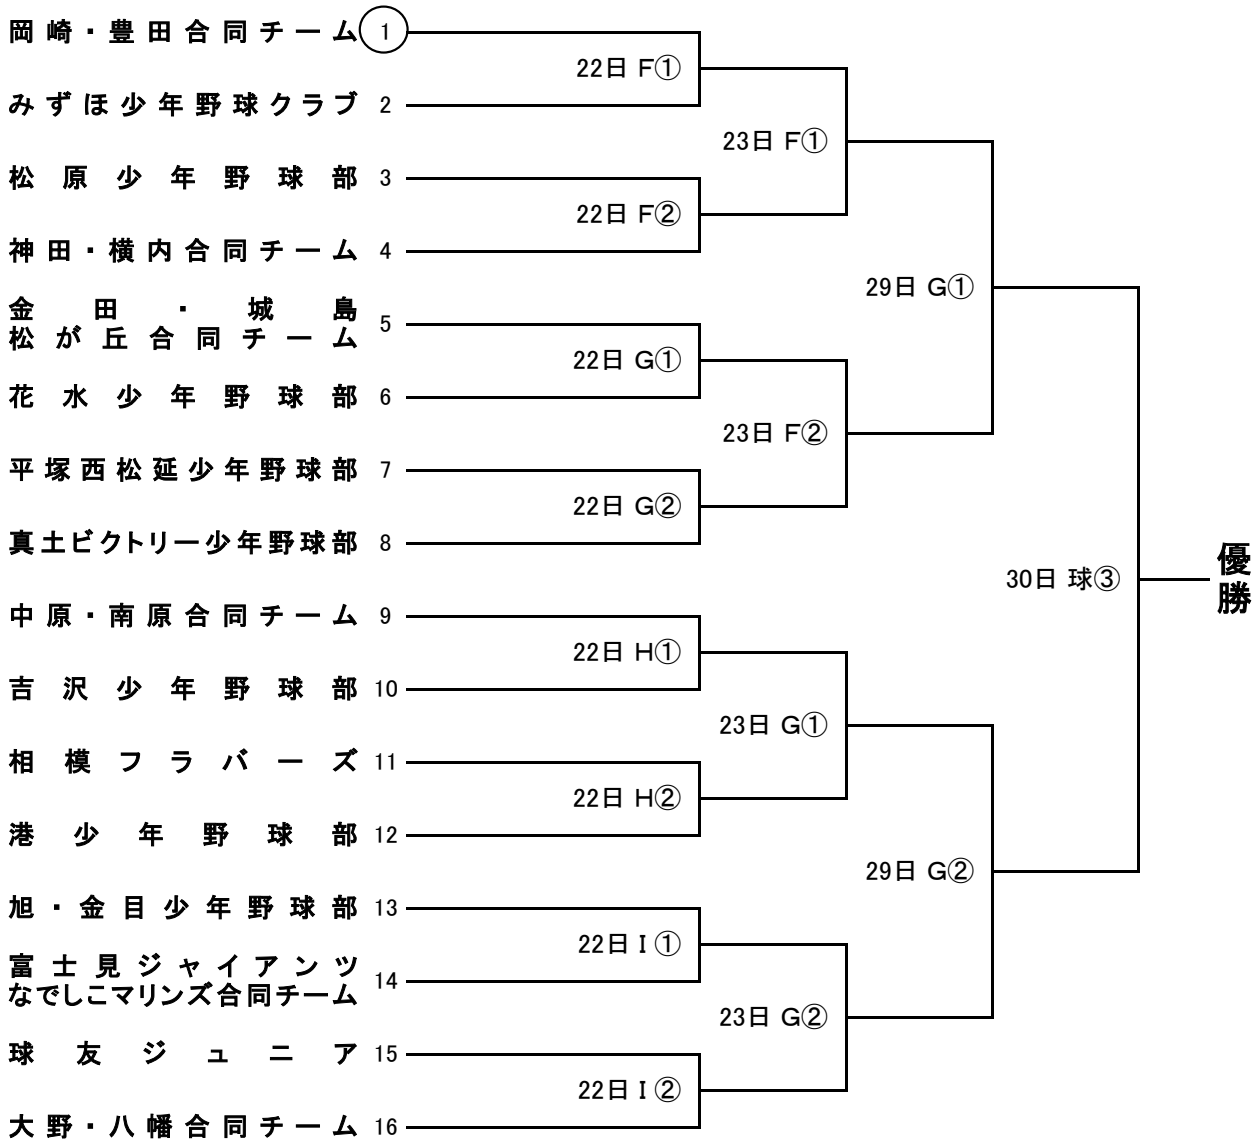 岡崎・豊田合同チーム ①
22日 F①
みずほ少年野球クラブ 2
23日 F①
松原少年野球部 3
22日 F②
神田・横内合同チーム 4
29日 G①
金田・城島
松が丘合同チーム 5
22日 G①
花水少年野球部 6
23日 F②
平塚西松延少年野球部 7
22日 G②
真土ビクトリー少年野球部 8
30日 球③
優勝
中原・南原合同チーム 9
22日 H①
吉沢少年野球部 10
23日 G①
相模フラバーズ 11
22日 H②
港少年野球部 12
29日 G②
旭・金目少年野球部 13
22日 I①
富士見ジャイアンツ
なでしこマリンズ合同チーム 14
23日 G②
球友ジュニア 15
22日 I②
大野・八幡合同チーム 16